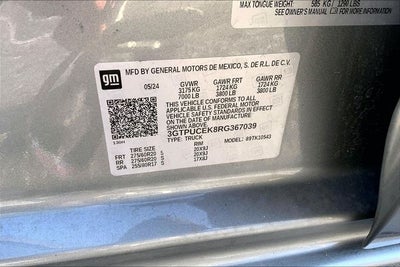 MAX TONGUE WEIGHT 585 KG / 1290 LBS
SEE OWNER'S MANUAL FOR MORE INFORMATION
gm
MFD BY GENERAL MOTORS DE MEXICO, S. DE R.L. DE C.V.
05/24 GVWR GAWR FRT GAWR RR
3175 KG 1724 KG 1724 KG
7000 LB 3800 LB 3800 LB
THIS VEHICLE CONFORMS TO ALL
APPLICABLE U.S. FEDERAL MOTOR
VEHICLE SAFETY STANDARDS IN
EFFECT ON THE DATE OF
MANUFACTURE SHOWN ABOVE.
3GTPUCEK8RG367039
TYPE: TRUCK MODEL: 89TK10543
RIM
FRT 275/60R20 S 20X9J
RR 275/60R20 S 20X9J
SPA 255/80R17 S 17X8J